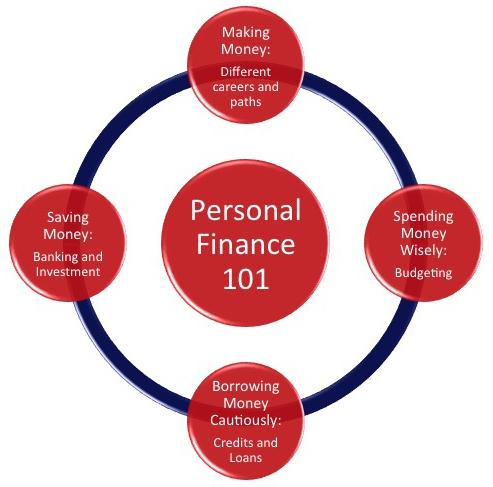 Making
Money:
Different
careers and
paths
Personal
Finance
101
Spending
Money
Wisely:
Budgeting
Borrowing
Money
Cautiously:
Credits and
Loans
Saving
Money:
Banking and
Investment